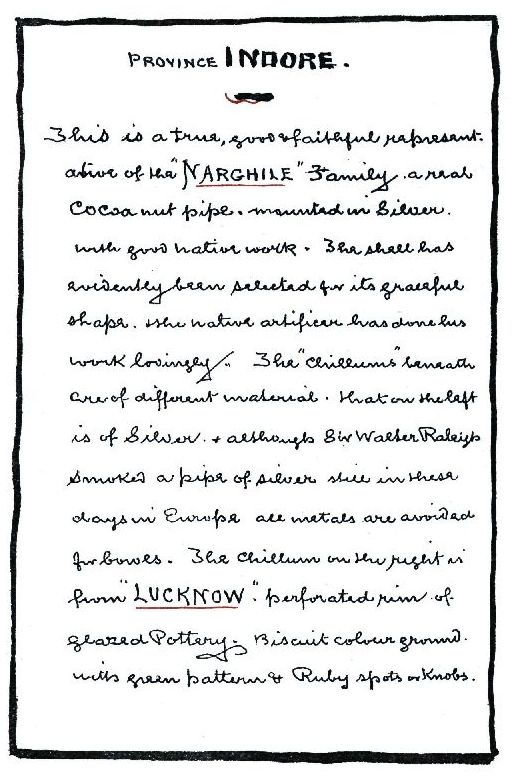 PROVINCE INDORE.
This is a true, good & faithful represent-
ative of the "NARGHILE" Family. a real
Cocoa nut pipe. mounted in Silver.
with good native work. The shell has
evidently been selected for its graceful
shape. & the native artificer has done his
work lovingly. The "Chillums" beneath
are of different material. that on the left
is of Silver. & although Sir Walter Raleigh
smoked a pipe of silver still in these
days in Europe all metals are avoided
for bowls. The Chillum on the right is
from "LUCKNOW". perforated rim of
glazed Pottery. Biscuit colour ground.
with green pattern & Ruby spots or Knobs.